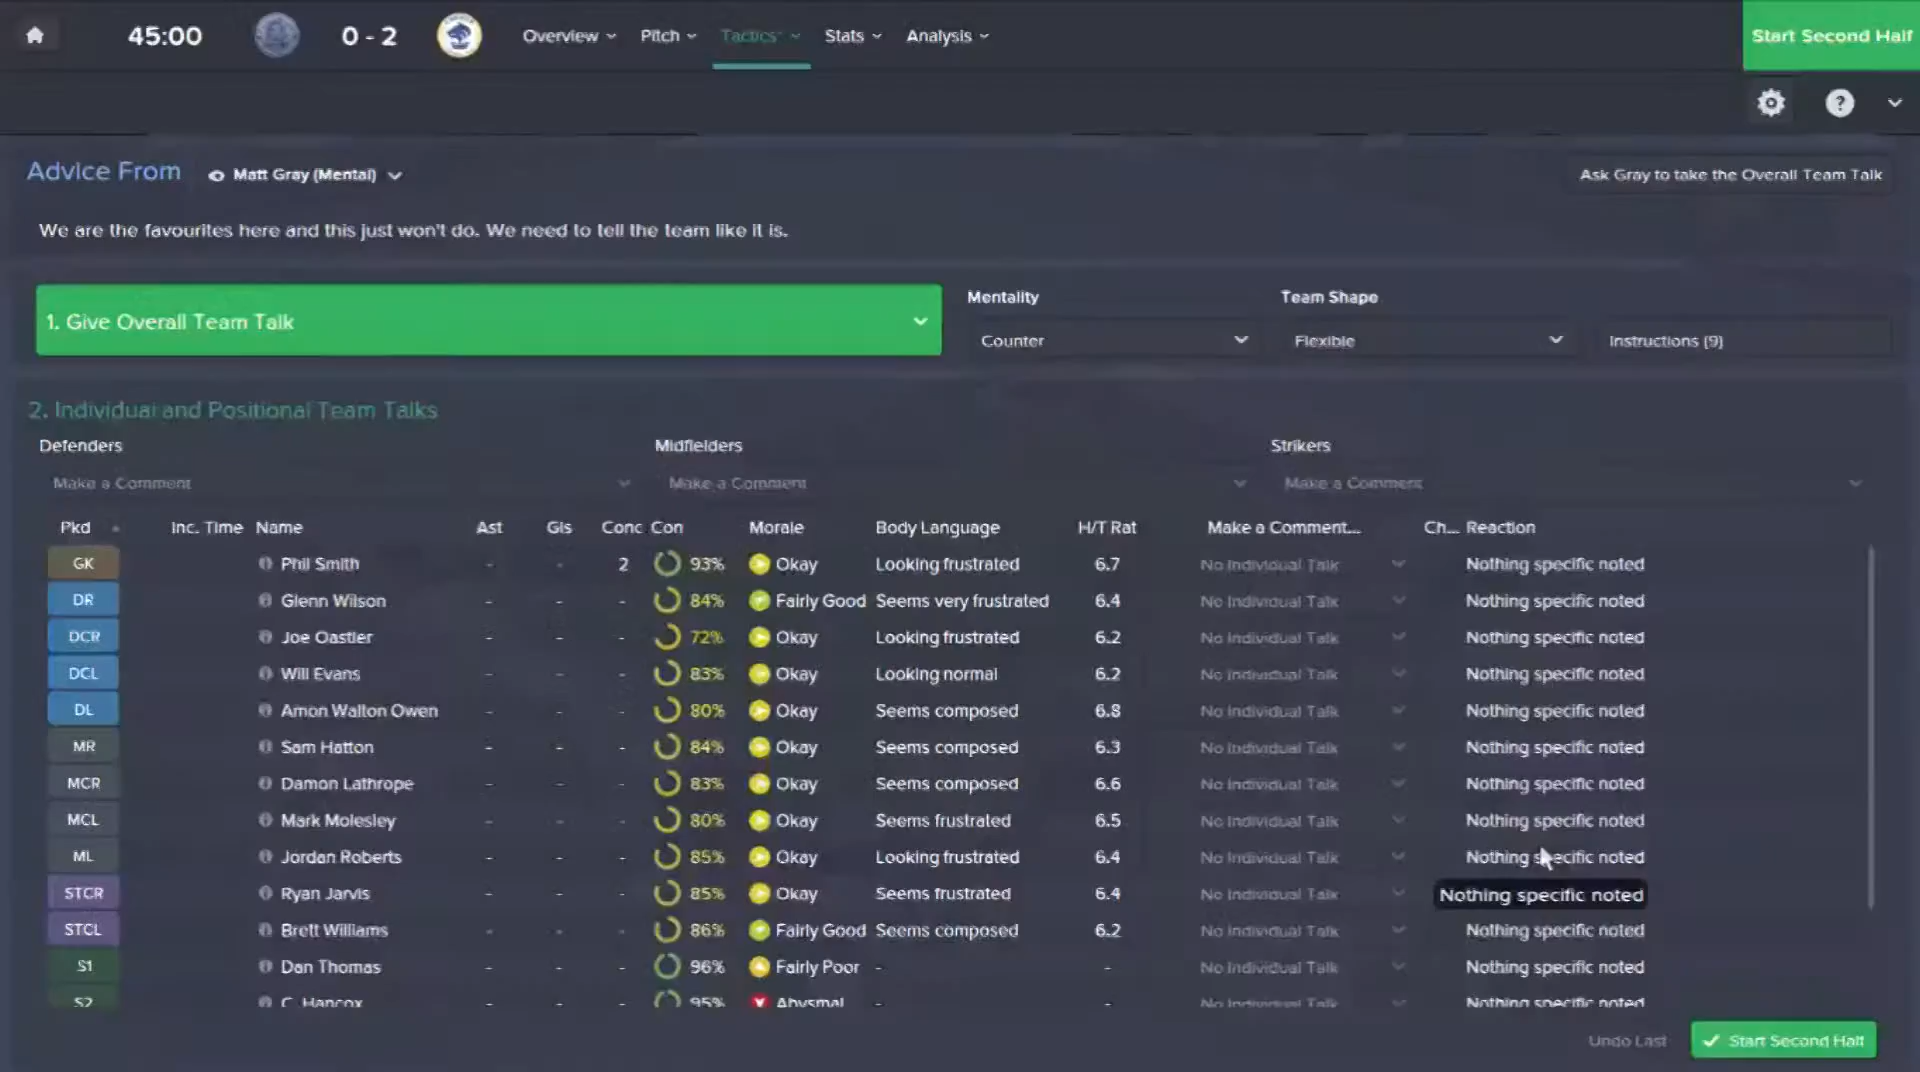 45:00 0 - 2 Overview Pitch Tactics Stats Analysis Start Second Half
?
Advice From Matt Gray (Mental) Ask Gray to take the Overall Team Talk
We are the favourites here and this just won't do. We need to tell the team like it is.
Mentality Team Shape
1. Give Overall Team Talk Counter Flexible Instructions (9)
2. Individual and Positional Team Talks
Defenders Midfielders Strikers
Make a Comment Make a Comment Make a Comment
Pkd Inc. Time Name Ast Gls Conc Con Morale Body Language H/T Rat Make a Comment... Ch... Reaction
GK Phil Smith - - 2 93% Okay Looking frustrated 6.7 No Individual Talk Nothing specific noted
DR Glenn Wilson - - - 84% Fairly Good Seems very frustrated 6.4 No Individual Talk Nothing specific noted
DCR Joe Oastler - - - 72% Okay Looking frustrated 6.2 No Individual Talk Nothing specific noted
DCL Will Evans - - - 83% Okay Looking normal 6.2 No Individual Talk Nothing specific noted
DL Amon Walton Owen - - - 80% Okay Seems composed 6.8 No Individual Talk Nothing specific noted
MR Sam Hatton - - - 84% Okay Seems composed 6.3 No Individual Talk Nothing specific noted
MCR Damon Lathrope - - - 83% Okay Seems composed 6.6 No Individual Talk Nothing specific noted
MCL Mark Molesley - - - 80% Okay Seems frustrated 6.5 No Individual Talk Nothing specific noted
ML Jordan Roberts - - - 85% Okay Looking frustrated 6.4 No Individual Talk Nothing specific noted
STCR Ryan Jarvis - - - 85% Okay Seems frustrated 6.4 No Individual Talk Nothing specific noted
STCL Brett Williams - - - 86% Fairly Good Seems composed 6.2 No Individual Talk Nothing specific noted
S1 Dan Thomas - - - 96% Fairly Poor - - No Individual Talk Nothing specific noted
S2 C. Hancox - - - 95% Abysmal - - No Individual Talk Nothing specific noted
Undo Last Start Second Half